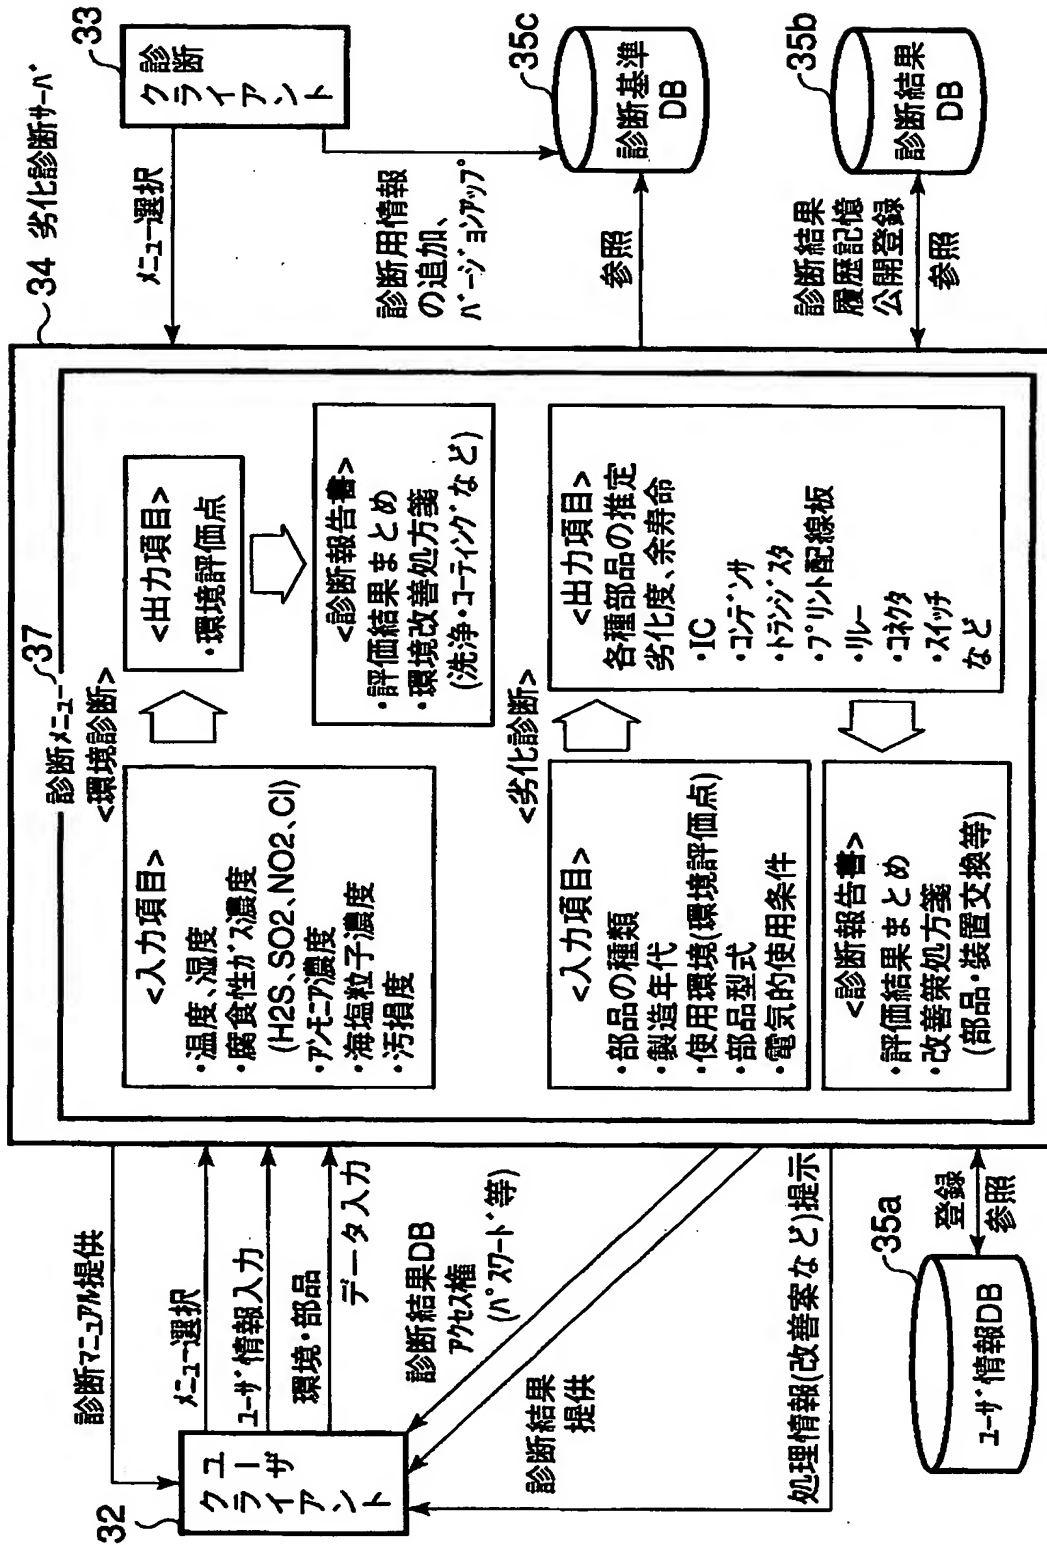 34 劣化診断サーバ
診断メニュー
37
<環境診断>
<入力項目>
・温度、湿度
・腐食性ガス濃度
(H2S、SO2、NO2、Cl)
・アンモニア濃度
・海塩粒子濃度
・汚損度
<出力項目>
・環境評価点
<診断報告書>
・評価結果まとめ
・環境改善処方箋
(洗浄・コーティングなど)
<劣化診断>
<入力項目>
・部品の種類
・製造年代
・使用環境(環境評価点)
・部品型式
・電気的使用条件
<出力項目>
各種部品の推定
劣化度、余寿命
・IC
・コンデンサ
・トランジスタ
・プリント配線板
・リレー
・コネクタ
・スイッチ
など
<診断報告書>
・評価結果まとめ
・改善策処方箋
(部品・装置交換等)
32
ユーザ
クライアント
診断マニュアル提供
メニュー選択
ユーザ情報入力
環境・部品
データ入力
診断結果DB
アクセス権
(パスワード等)
診断結果
提供
処理情報(改善案など)提示
35a
ユーザ情報DB
登録
参照
33
診断
クライアント
メニュー選択
診断用情報
の追加、
バージョンアップ
35c
診断基準
DB
参照
35b
診断結果
DB
診断結果
履歴記憶
公開登録
参照